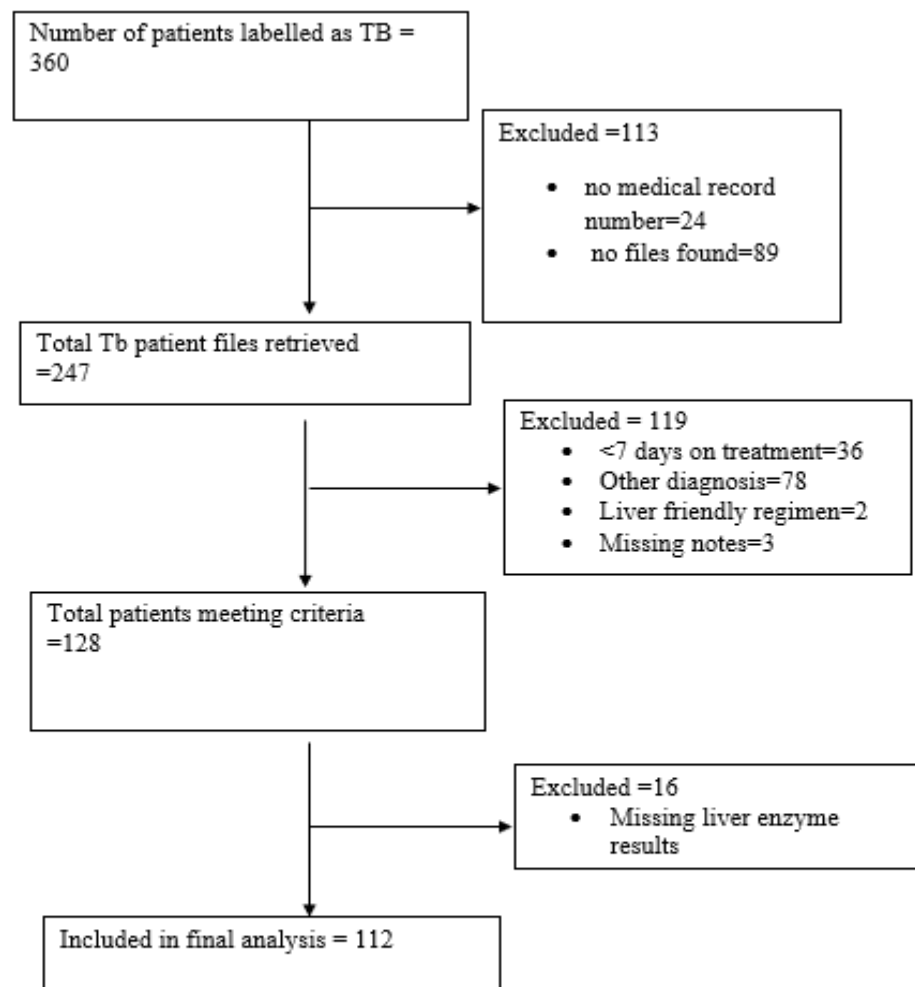 Number of patients labelled as TB =
360
Excluded =113
• no medical record
number=24
• no files found=89
Total Tb patient files retrieved
=247
Excluded = 119
• <7 days on treatment=36
• Other diagnosis=78
• Liver friendly regimen=2
• Missing notes=3
Total patients meeting criteria
=128
Excluded =16
• Missing liver enzyme
results
Included in final analysis = 112